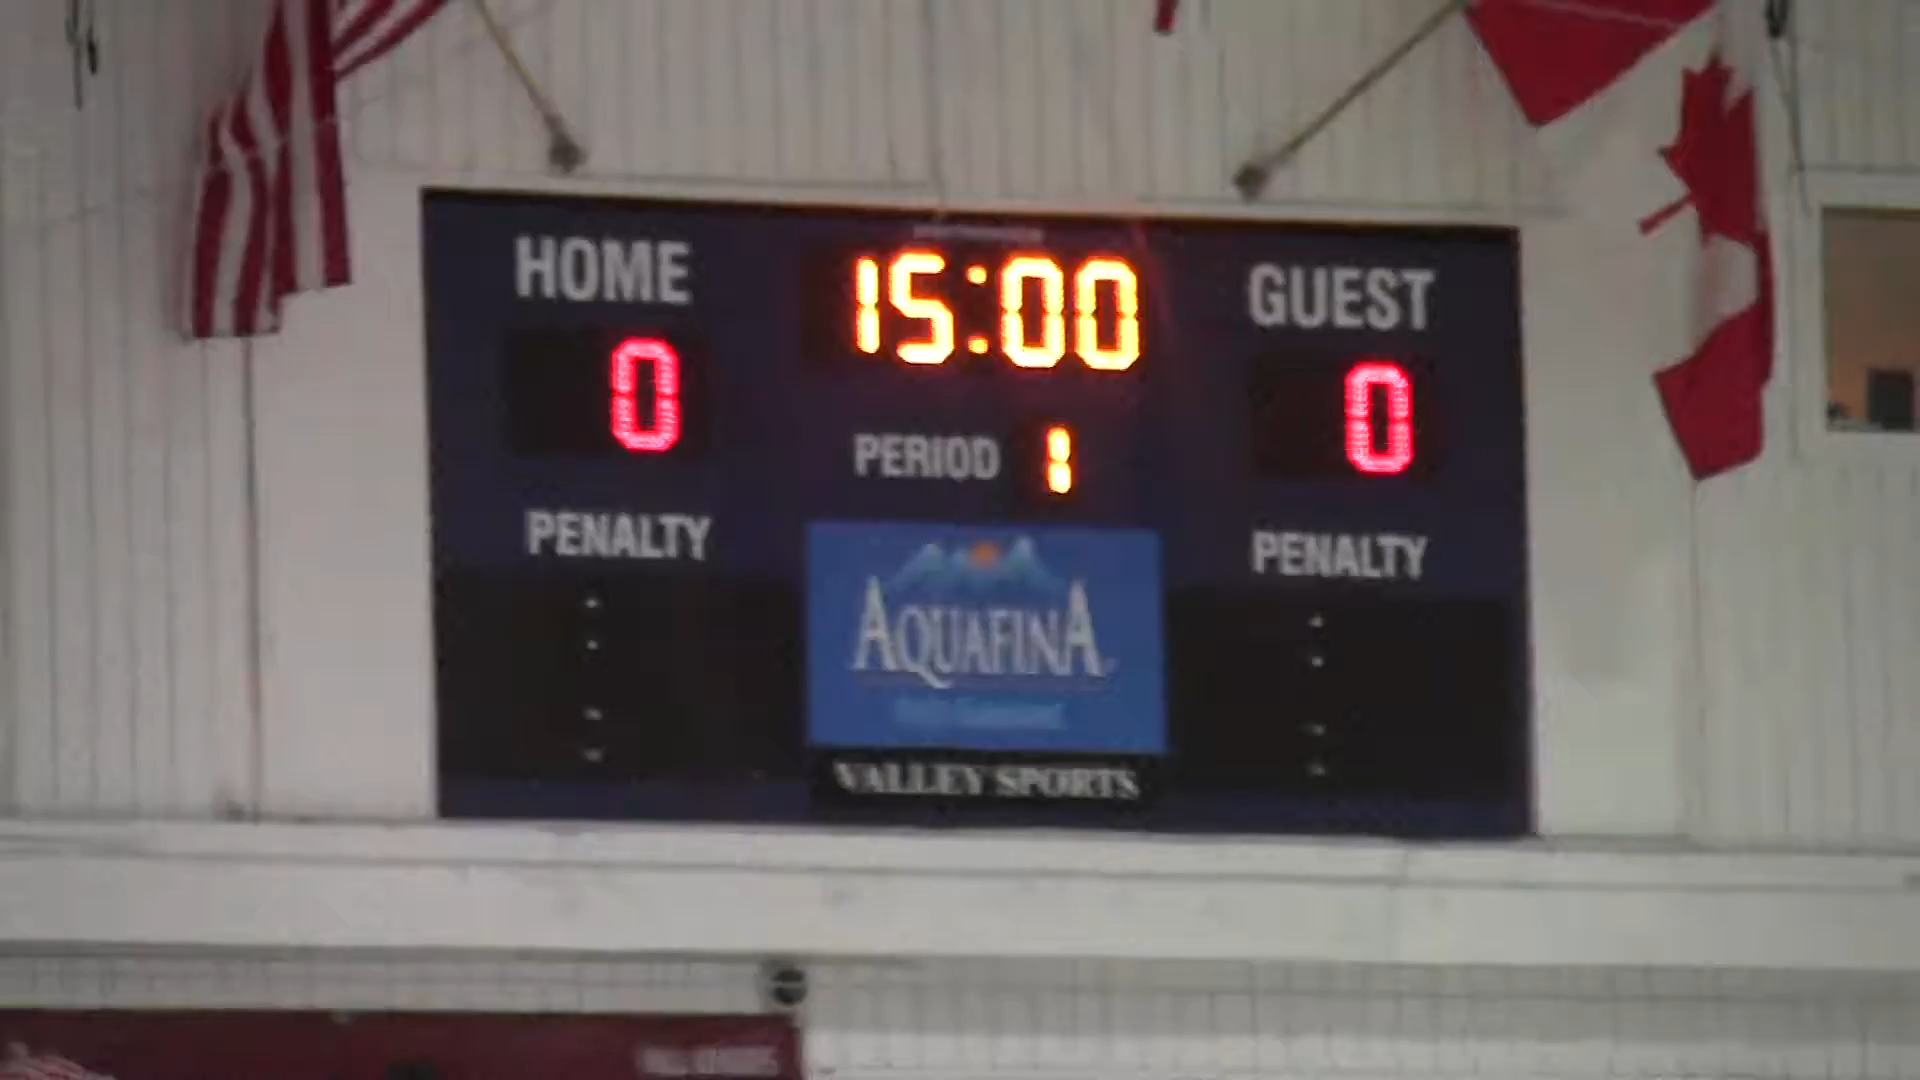 HOME
15:00
GUEST
0
0
PERIOD 1
PENALTY
PENALTY
AQUAFINA
VALLEY SPORTS